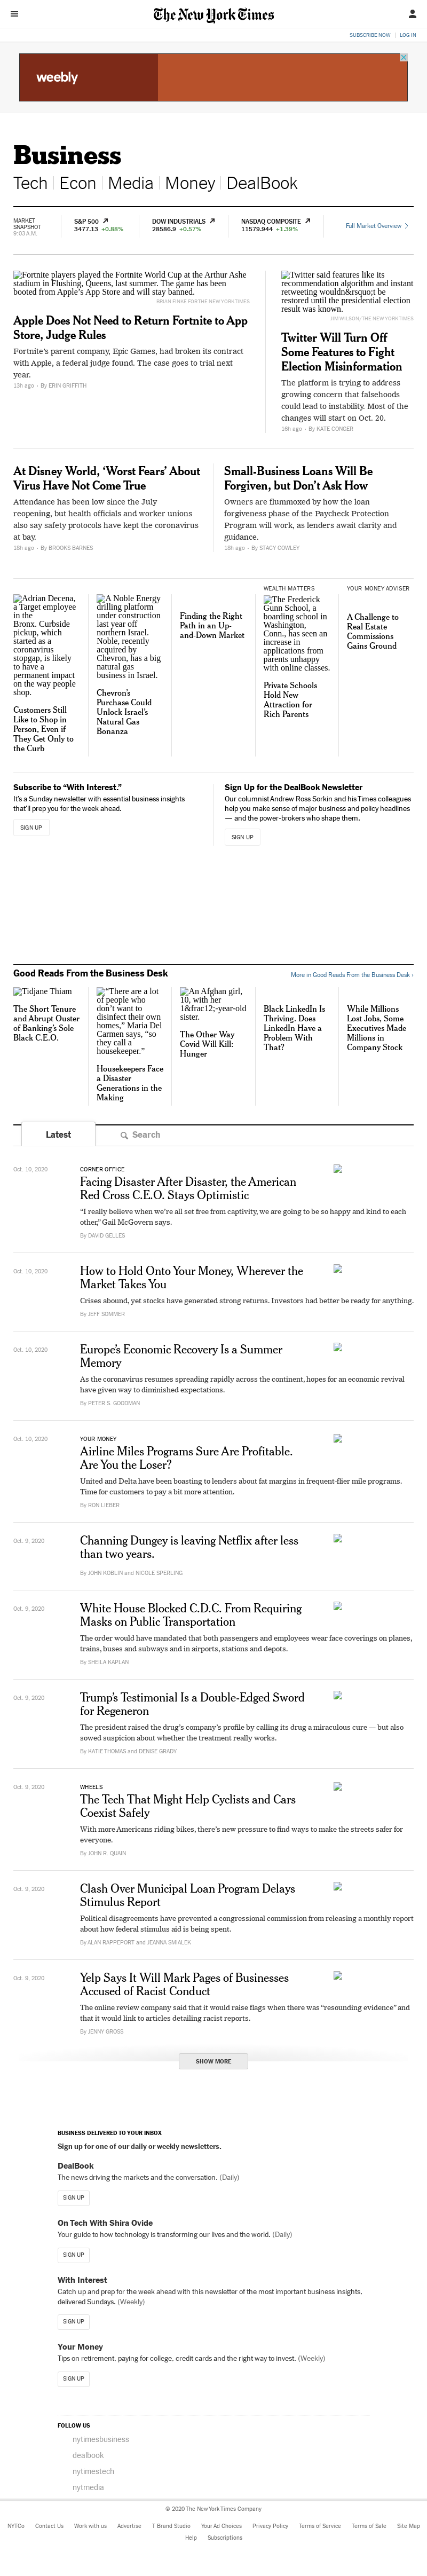 The New York Times
SUBSCRIBE NOW | LOG IN
weebly
Business
Tech | Econ | Media | Money | DealBook
MARKET
SNAPSHOT
9:03 A.M.
S&P 500
3477.13 +0.88%
DOW INDUSTRIALS
28586.9 +0.57%
NASDAQ COMPOSITE
11579.944 +1.39%
Full Market Overview
Fortnite players played the Fortnite World Cup at the Arthur Ashe
stadium in Flushing, Queens, last summer. The game has been
booted from Apple's App Store and will stay banned.
BRIAN FINKE FOR THE NEW YORK TIMES
Apple Does Not Need to Return Fortnite to App
Store, Judge Rules
Fortnite's parent company, Epic Games, had broken its contract
with Apple, a federal judge found. The case goes to trial next
year.
13h ago • By ERIN GRIFFITH
Twitter said features like its
recommendation algorithm and instant
retweeting wouldn&rsquo;t be
restored until the presidential election
result was known.
JIM WILSON/THE NEW YORK TIMES
Twitter Will Turn Off
Some Features to Fight
Election Misinformation
The platform is trying to address
growing concern that falsehoods
could lead to instability. Most of the
changes will start on Oct. 20.
16h ago • By KATE CONGER
At Disney World, ‘Worst Fears’ About
Virus Have Not Come True
Attendance has been low since the July
reopening, but health officials and worker unions
also say safety protocols have kept the coronavirus
at bay.
18h ago • By BROOKS BARNES
Small-Business Loans Will Be
Forgiven, but Don’t Ask How
Owners are flummoxed by how the loan
forgiveness phase of the Paycheck Protection
Program will work, as lenders await clarity and
guidance.
18h ago • By STACY COWLEY
Adrian Decena,
a Target employee
in the
Bronx. Curbside
pickup, which
started as a
coronavirus
stopgap, is likely
to have a
permanent impact
on the way people
shop.
Customers Still
Like to Shop in
Person, Even if
They Get Only to
the Curb
A Noble Energy
drilling platform
under construction
last year off
northern Israel.
Noble, recently
acquired by
Chevron, has a big
natural gas
business in Israel.
Chevron’s
Purchase Could
Unlock Israel’s
Natural Gas
Bonanza
Finding the Right
Path in an Up-
and-Down Market
WEALTH MATTERS
The Frederick
Gunn School, a
boarding school in
Washington,
Conn., has seen an
increase in
applications from
parents unhappy
with online classes.
Private Schools
Hold New
Attraction for
Rich Parents
YOUR MONEY ADVISER
A Challenge to
Real Estate
Commissions
Gains Ground
Subscribe to “With Interest.”
It’s a Sunday newsletter with essential business insights
that’ll prep you for the week ahead.
SIGN UP
Sign Up for the DealBook Newsletter
Our columnist Andrew Ross Sorkin and his Times colleagues
help you make sense of major business and policy headlines
— and the power-brokers who shape them.
SIGN UP
Good Reads From the Business Desk
More in Good Reads From the Business Desk ›
Tidjane Thiam
The Short Tenure
and Abrupt Ouster
of Banking’s Sole
Black C.E.O.
“There are a lot
of people who
don’t want to
disinfect their own
homes,” Maria Del
Carmen says, “so
they call a
housekeeper.”
Housekeepers Face
a Disaster
Generations in the
Making
An Afghan girl,
10, with her
1&frac12;-year-old
sister.
The Other Way
Covid Will Kill:
Hunger
Black LinkedIn Is
Thriving. Does
LinkedIn Have a
Problem With
That?
While Millions
Lost Jobs, Some
Executives Made
Millions in
Company Stock
Latest
Search
Oct. 10, 2020
CORNER OFFICE
Facing Disaster After Disaster, the American
Red Cross C.E.O. Stays Optimistic
“I really believe when we’re all set free from captivity, we are going to be so happy and kind to each
other,” Gail McGovern says.
By DAVID GELLES
Oct. 10, 2020
How to Hold Onto Your Money, Wherever the
Market Takes You
Crises abound, yet stocks have generated strong returns. Investors had better be ready for anything.
By JEFF SOMMER
Oct. 10, 2020
Europe’s Economic Recovery Is a Summer
Memory
As the coronavirus resumes spreading rapidly across the continent, hopes for an economic revival
have given way to diminished expectations.
By PETER S. GOODMAN
Oct. 10, 2020
YOUR MONEY
Airline Miles Programs Sure Are Profitable.
Are You the Loser?
United and Delta have been boasting to lenders about fat margins in frequent-flier mile programs.
Time for customers to pay a bit more attention.
By RON LIEBER
Oct. 9, 2020
Channing Dungey is leaving Netflix after less
than two years.
By JOHN KOBLIN and NICOLE SPERLING
Oct. 9, 2020
White House Blocked C.D.C. From Requiring
Masks on Public Transportation
The order would have mandated that both passengers and employees wear face coverings on planes,
trains, buses and subways and in airports, stations and depots.
By SHEILA KAPLAN
Oct. 9, 2020
Trump’s Testimonial Is a Double-Edged Sword
for Regeneron
The president raised the drug’s company’s profile by calling its drug a miraculous cure — but also
sowed suspicion about whether the treatment really works.
By KATIE THOMAS and DENISE GRADY
Oct. 9, 2020
WHEELS
The Tech That Might Help Cyclists and Cars
Coexist Safely
With more Americans riding bikes, there’s new pressure to find ways to make the streets safer for
everyone.
By JOHN R. QUAIN
Oct. 9, 2020
Clash Over Municipal Loan Program Delays
Stimulus Report
Political disagreements have prevented a congressional commission from releasing a monthly report
about how federal stimulus aid is being spent.
By ALAN RAPPEPORT and JEANNA SMIALEK
Oct. 9, 2020
Yelp Says It Will Mark Pages of Businesses
Accused of Racist Conduct
The online review company said that it would raise flags when there was “resounding evidence” and
that it would link to articles detailing racist reports.
By JENNY GROSS
SHOW MORE
BUSINESS DELIVERED TO YOUR INBOX
Sign up for one of our daily or weekly newsletters.
DealBook
The news driving the markets and the conversation. (Daily)
SIGN UP
On Tech With Shira Ovide
Your guide to how technology is transforming our lives and the world. (Daily)
SIGN UP
With Interest
Catch up and prep for the week ahead with this newsletter of the most important business insights,
delivered Sundays. (Weekly)
SIGN UP
Your Money
Tips on retirement, paying for college, credit cards and the right way to invest. (Weekly)
SIGN UP
FOLLOW US
nytimesbusiness
dealbook
nytimestech
nytmedia
© 2020 The New York Times Company
NYTCo Contact Us Work with us Advertise T Brand Studio Your Ad Choices Privacy Policy Terms of Service Terms of Sale Site Map
Help Subscriptions